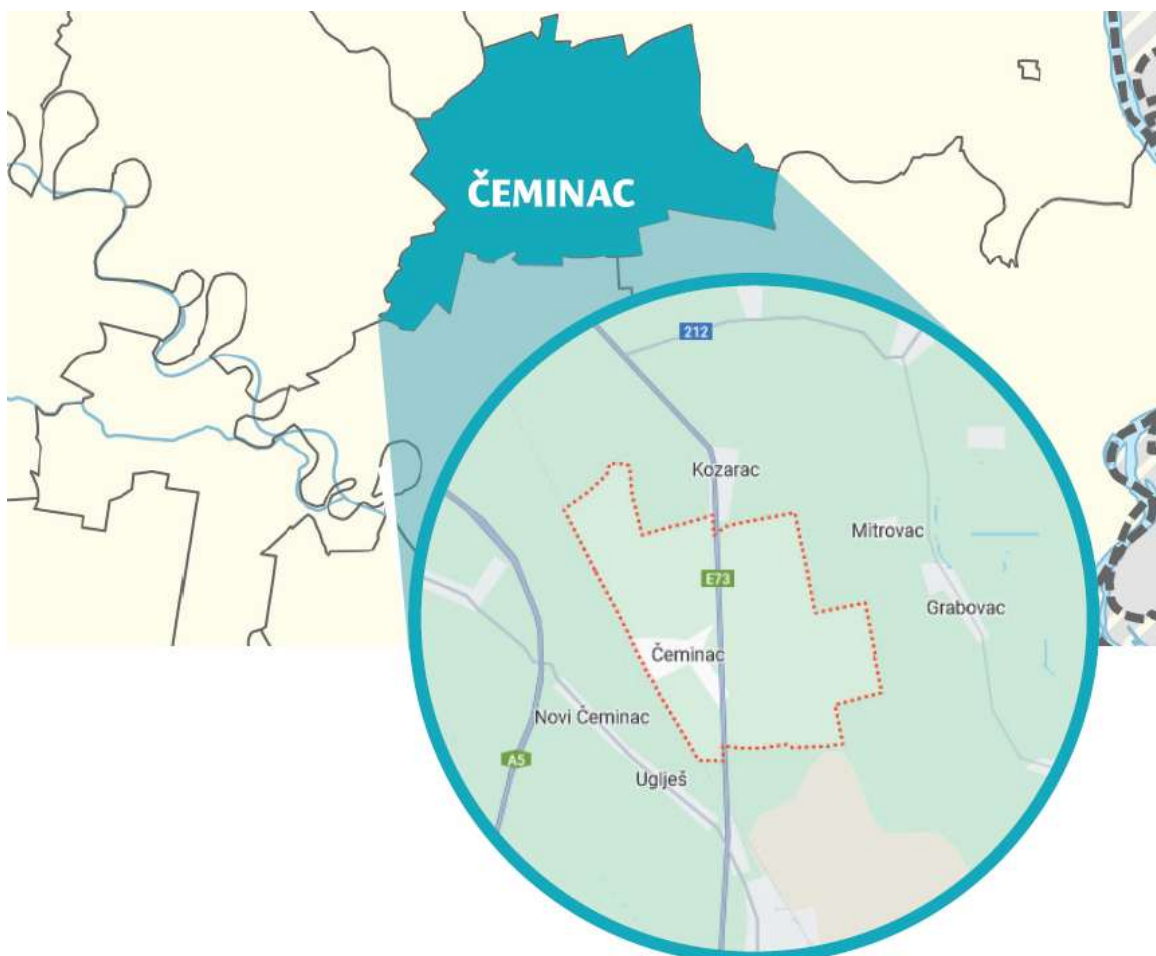 ČEMINAC
212
Kozarac
Mitrovac
E73
Grabovac
Čeminac
Novi Čeminac
A5
Uglješ